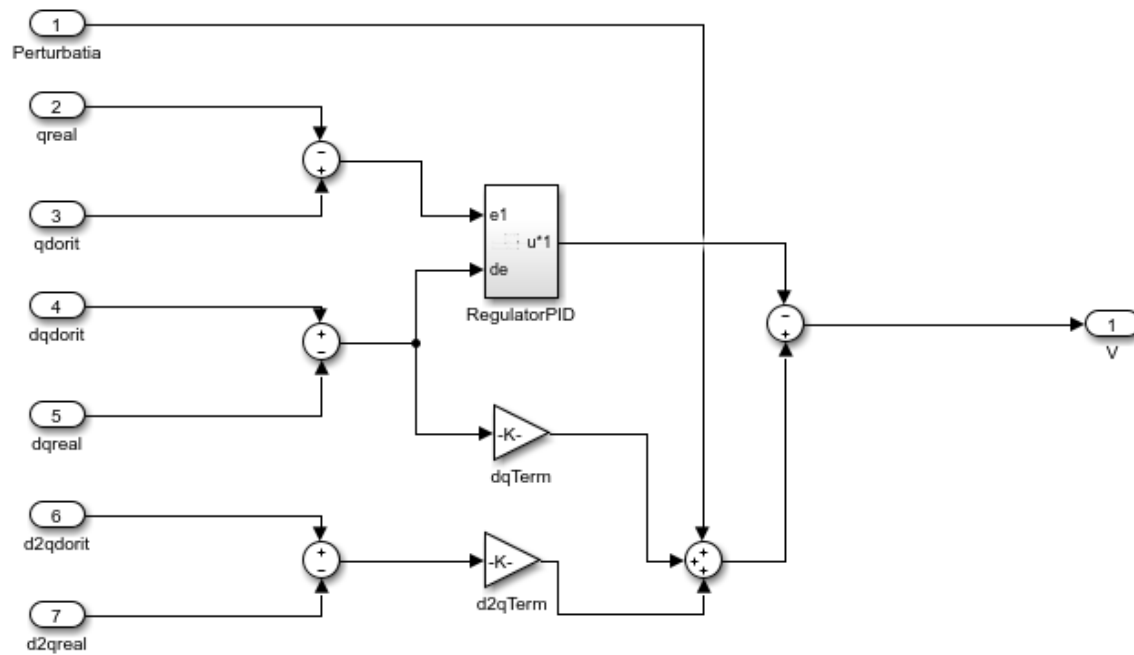 1
Perturbatia
2
qreal
3
qdorit
4
dqdorit
5
dqreal
6
d2qdorit
7
d2qreal
-
+
+
-
+
-
e1
u*1
de
RegulatorPID
-K-
dqTerm
-K-
d2qTerm
+
+
+
-
+
1
V